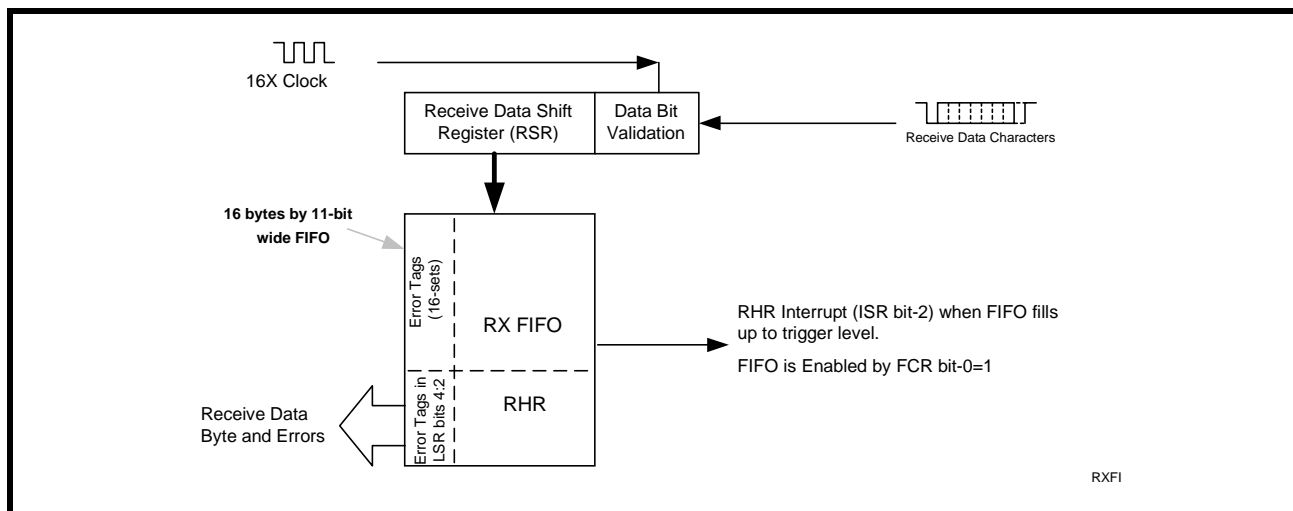 16X Clock
Receive Data Shift
Register (RSR)
Data Bit
Validation
Receive Data Characters
16 bytes by 11-bit
wide FIFO
Error Tags
(16-sets)
RX FIFO
RHR Interrupt (ISR bit-2) when FIFO fills
up to trigger level.
FIFO is Enabled by FCR bit-0=1
Error Tags in
LSR bits 4:2
RHR
Receive Data
Byte and Errors
RXFI